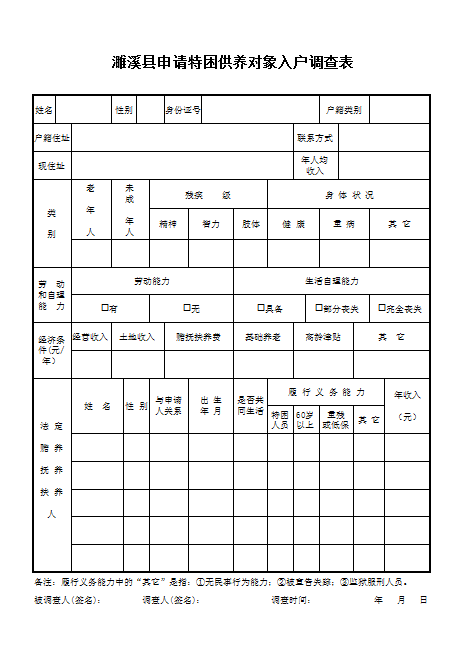 濉溪县申请特困供养对象入户调查表
姓名 性别 身份证号 户籍类别
户籍住址 联系方式
现住址 年人均收入
类别 老年人 未成年人 残疾 级 身体状况
精神 智力 肢体 健康 重病 其它
劳动和自理能力 劳动能力 生活自理能力
□有 □无 □具备 □部分丧失 □完全丧失
经济条件(元/年) 经营收入 土地收入 赡抚扶养费 基础养老 高龄津贴 其它
法定赡养抚养扶养人 姓名 性别 与申请人关系 出生年月 是否共同生活 履行义务能力 年收入（元）
特困人员 60岁以上 重残或低保 其它
备注：履行义务能力中的“其它”是指：①无民事行为能力；②被宣告失踪；③监狱服刑人员。
被调查人(签名)： 调查人(签名)： 调查时间： 年 月 日